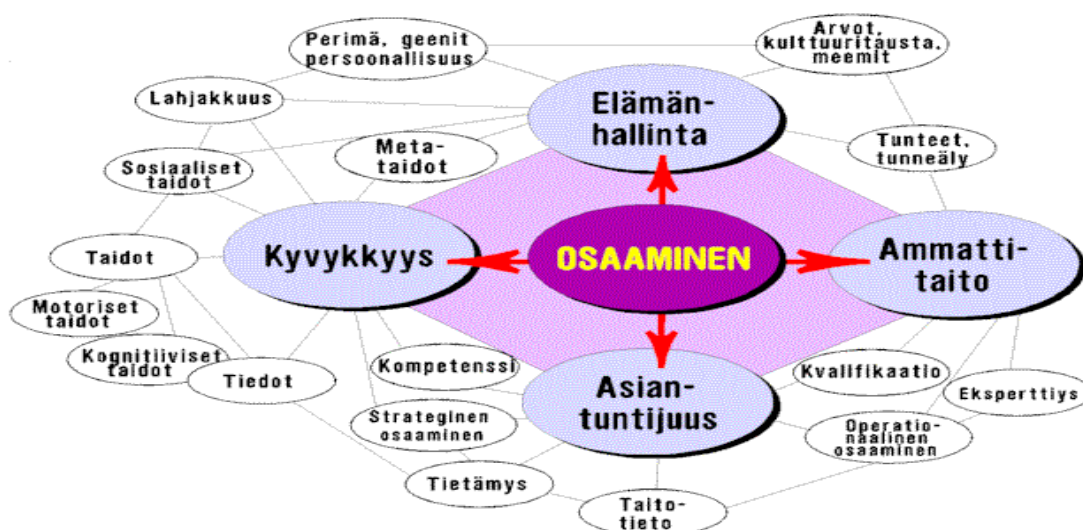 Perimä, geenit
persoonallisuus
Arvot,
kulttuuritausta,
meemit
Lahjakkuus
Elämän-
hallinta
Meta-
taidot
Tunteet,
tunneäly
Sosiaaliset
taidot
Taidot
Kyvykkyys
OSAAMINEN
Ammatti-
taito
Motoriset
taidot
Kognitiiviset
taidot
Tiedot
Kompetenssi
Asian-
tuntijuus
Kvalifikaatio
Eksperttiys
Strateginen
osaaminen
Operatio-
naalinen
osaaminen
Tietämys
Taito-
tieto